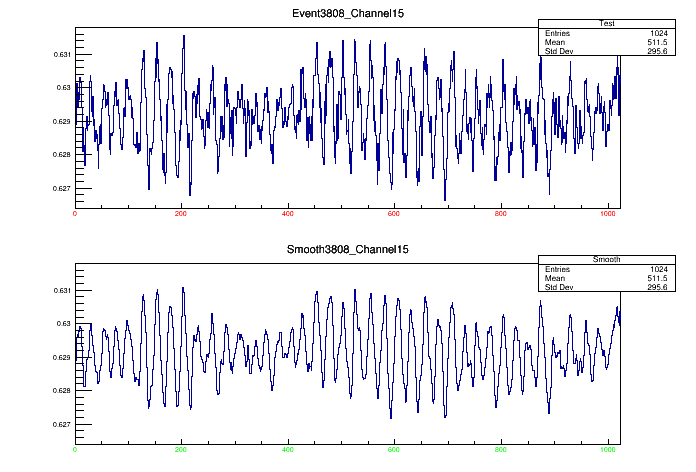 Event3808_Channel15
Test
Entries 1024
Mean 511.5
Std Dev 295.6
0.631
0.63
0.629
0.628
0.627
0 200 400 600 800 1000
Smooth3808_Channel15
Smooth
Entries 1024
Mean 511.5
Std Dev 295.6
0.631
0.63
0.629
0.628
0.627
0 200 400 600 800 1000